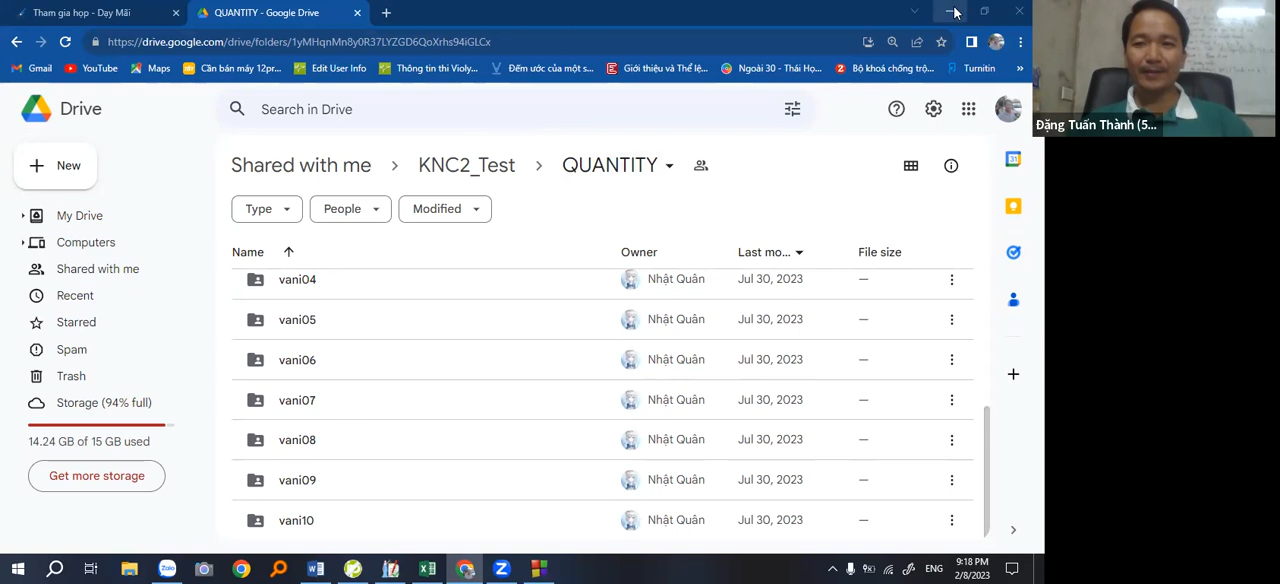 Tham gia họp - Dạy Mãi
QUANTITY - Google Drive
https://drive.google.com/drive/folders/1yMHqnMn8y0R37LYZGD6QoXrhs94iGLCx
Gmail YouTube Maps Căn bán máy 12pr... Edit User Info Thông tin thi Violy... Đếm ước của một s... Giới thiệu và Thể lệ... Ngoài 30 - Thái Họ... Bộ khoá chống trộ... Turnitin »
Đặng Tuấn Thành (5...
Drive
Search in Drive
New
Shared with me > KNC2_Test > QUANTITY
31
Type People Modified
My Drive
Computers
Shared with me
Recent
Starred
Spam
Trash
Storage (94% full)
14.24 GB of 15 GB used
Get more storage
Name Owner Last mo... File size
vani04 Nhật Quân Jul 30, 2023 —
vani05 Nhật Quân Jul 30, 2023 —
vani06 Nhật Quân Jul 30, 2023 —
vani07 Nhật Quân Jul 30, 2023 —
vani08 Nhật Quân Jul 30, 2023 —
vani09 Nhật Quân Jul 30, 2023 —
vani10 Nhật Quân Jul 30, 2023 —
Zalo
ENG
9:18 PM
2/8/2023